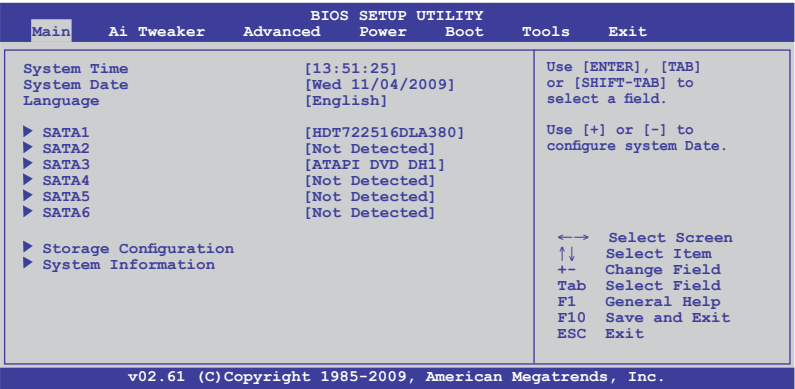 BIOS SETUP UTILITY
Main Ai Tweaker Advanced Power Boot Tools Exit
System Time [13:51:25]
System Date [Wed 11/04/2009]
Language [English]
▶ SATA1 [HDT722516DLA380]
▶ SATA2 [Not Detected]
▶ SATA3 [ATAPI DVD DH1]
▶ SATA4 [Not Detected]
▶ SATA5 [Not Detected]
▶ SATA6 [Not Detected]
▶ Storage Configuration
▶ System Information
Use [ENTER], [TAB]
or [SHIFT-TAB] to
select a field.
Use [+] or [-] to
configure system Date.
←→ Select Screen
↑↓ Select Item
+- Change Field
Tab Select Field
F1 General Help
F10 Save and Exit
ESC Exit
v02.61 (C)Copyright 1985-2009, American Megatrends, Inc.